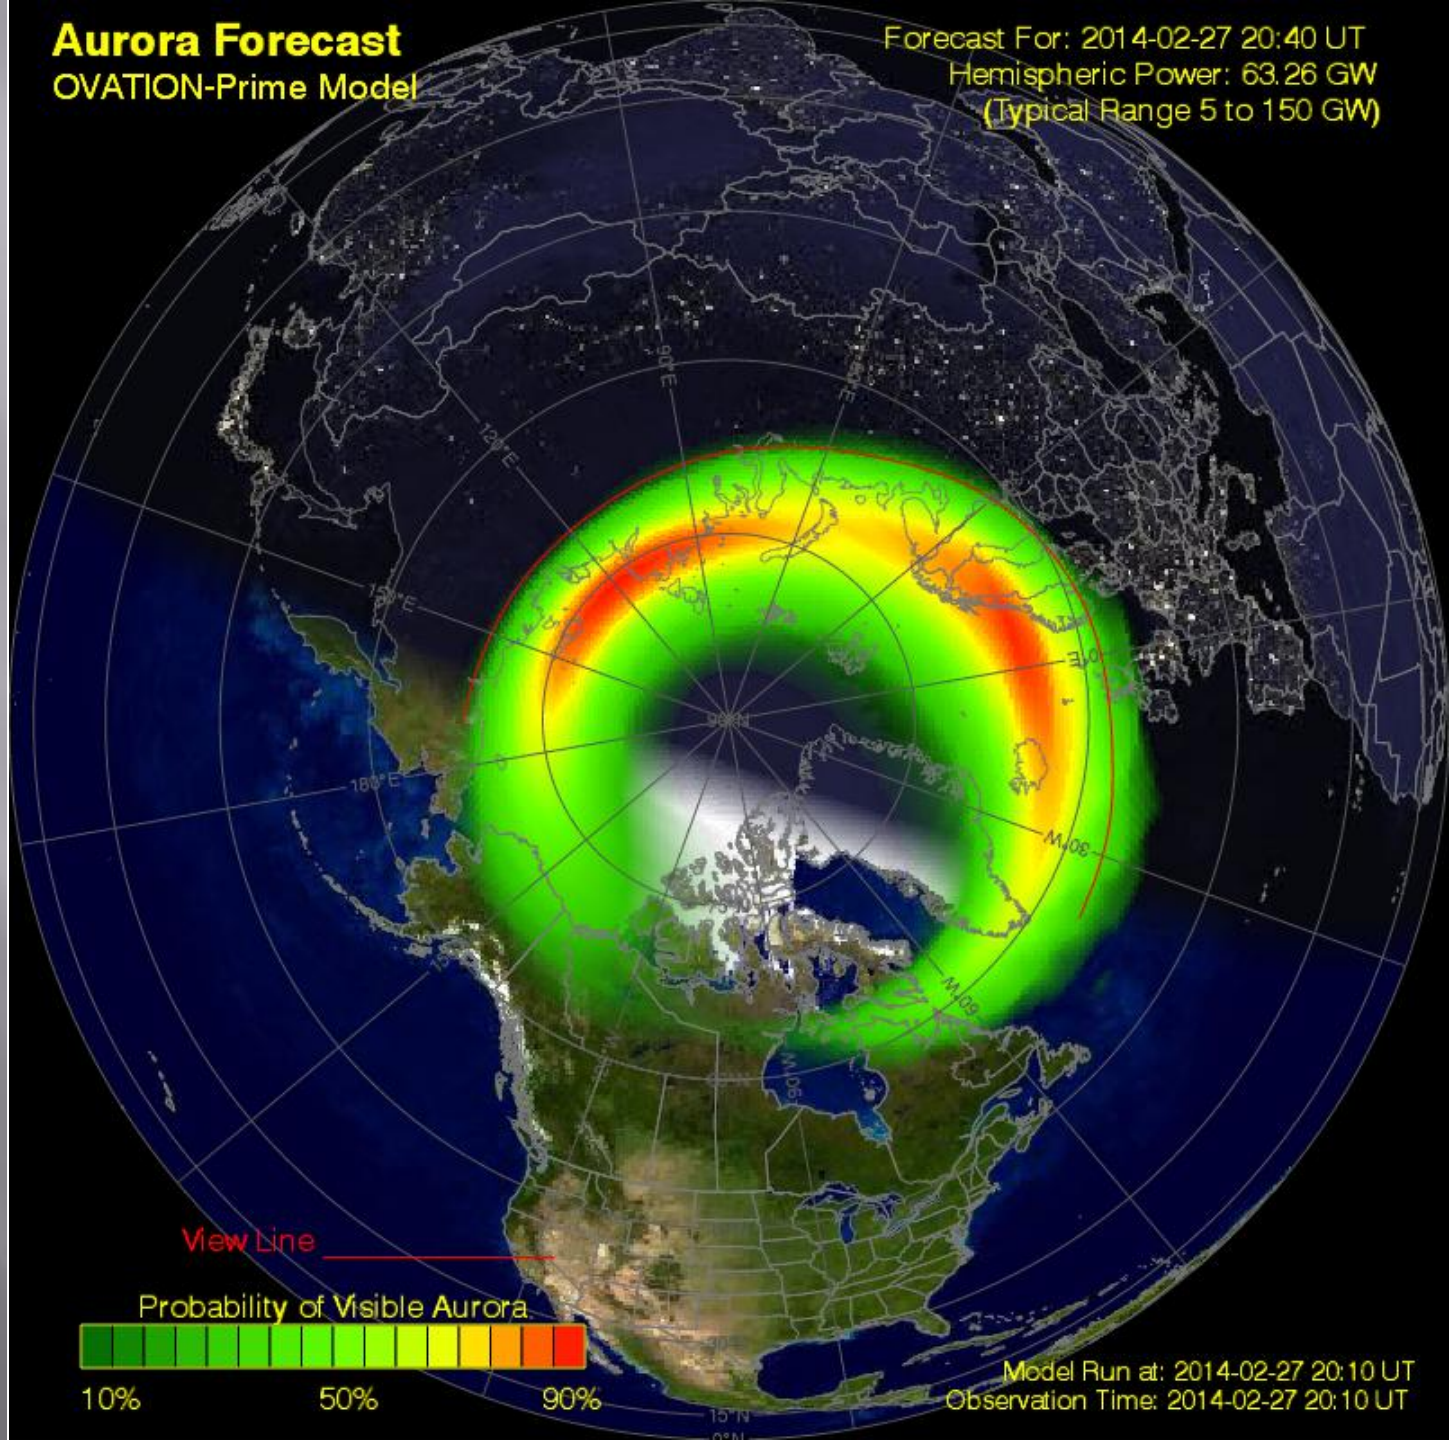 Aurora Forecast
OVATION-Prime Model
Forecast For: 2014-02-27 20:40 UT
Hemispheric Power: 63.26 GW
(Typical Range 5 to 150 GW)
90°E
120°E
0°E
90°N
180°E
30°W
60°W
90°W
View Line
Probability of Visible Aurora
10% 50% 90%
Model Run at: 2014-02-27 20:10 UT
Observation Time: 2014-02-27 20:10 UT
15°N
0°N